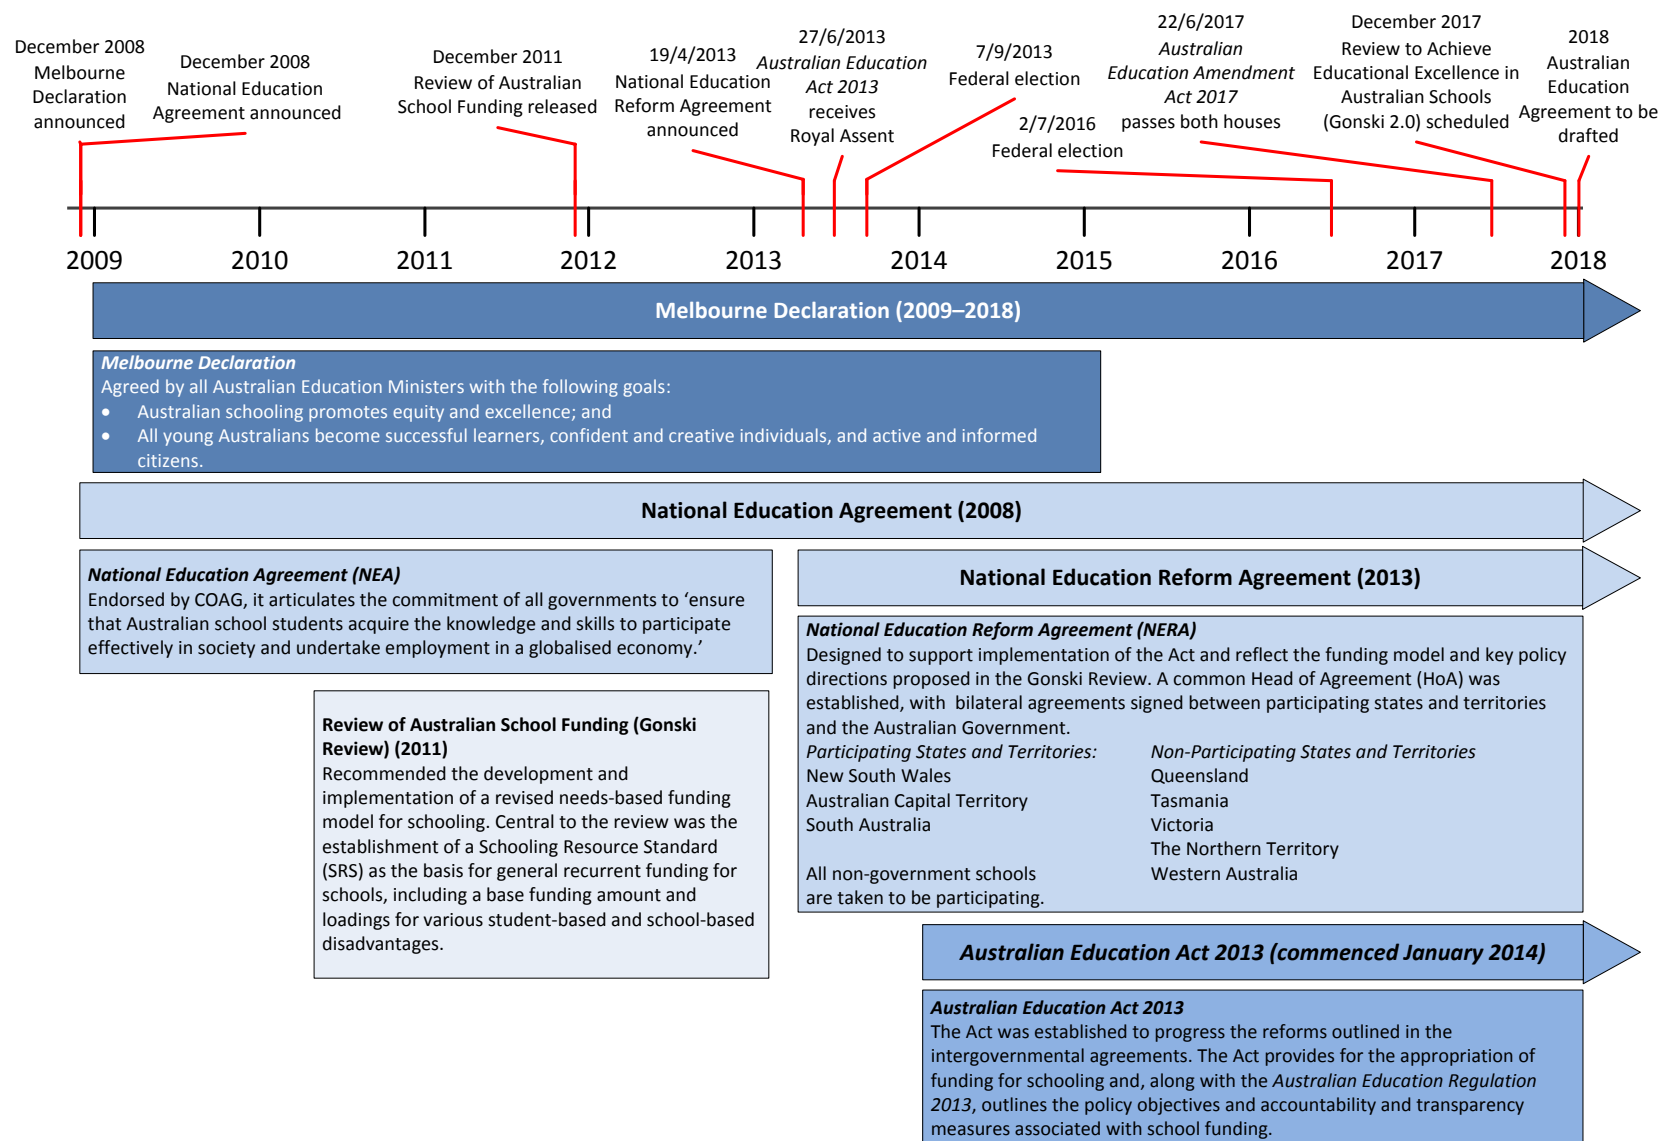 December 2008
Melbourne
Declaration
announced
December 2008
National Education
Agreement announced
December 2011
Review of Australian
School Funding released
19/4/2013
National Education
Reform Agreement
announced
27/6/2013
Australian Education
Act 2013
receives
Royal Assent
7/9/2013
Federal election
2/7/2016
Federal election
22/6/2017
Australian
Education Amendment
Act 2017
passes both houses
December 2017
Review to Achieve
Educational Excellence in
Australian Schools
(Gonski 2.0) scheduled
2018
Australian
Education
Agreement to be
drafted
2009 2010 2011 2012 2013 2014 2015 2016 2017 2018
Melbourne Declaration (2009–2018)
Melbourne Declaration
Agreed by all Australian Education Ministers with the following goals:
• Australian schooling promotes equity and excellence; and
• All young Australians become successful learners, confident and creative individuals, and active and informed
citizens.
National Education Agreement (2008)
National Education Agreement (NEA)
Endorsed by COAG, it articulates the commitment of all governments to ‘ensure
that Australian school students acquire the knowledge and skills to participate
effectively in society and undertake employment in a globalised economy.’
National Education Reform Agreement (2013)
National Education Reform Agreement (NERA)
Designed to support implementation of the Act and reflect the funding model and key policy
directions proposed in the Gonski Review. A common Head of Agreement (HoA) was
established, with bilateral agreements signed between participating states and territories
and the Australian Government.
Participating States and Territories:
New South Wales
Australian Capital Territory
South Australia
All non-government schools
are taken to be participating.
Non-Participating States and Territories
Queensland
Tasmania
Victoria
The Northern Territory
Western Australia
Review of Australian School Funding (Gonski
Review) (2011)
Recommended the development and
implementation of a revised needs-based funding
model for schooling. Central to the review was the
establishment of a Schooling Resource Standard
(SRS) as the basis for general recurrent funding for
schools, including a base funding amount and
loadings for various student-based and school-based
disadvantages.
Australian Education Act 2013 (commenced January 2014)
Australian Education Act 2013
The Act was established to progress the reforms outlined in the
intergovernmental agreements. The Act provides for the appropriation of
funding for schooling and, along with the Australian Education Regulation
2013, outlines the policy objectives and accountability and transparency
measures associated with school funding.